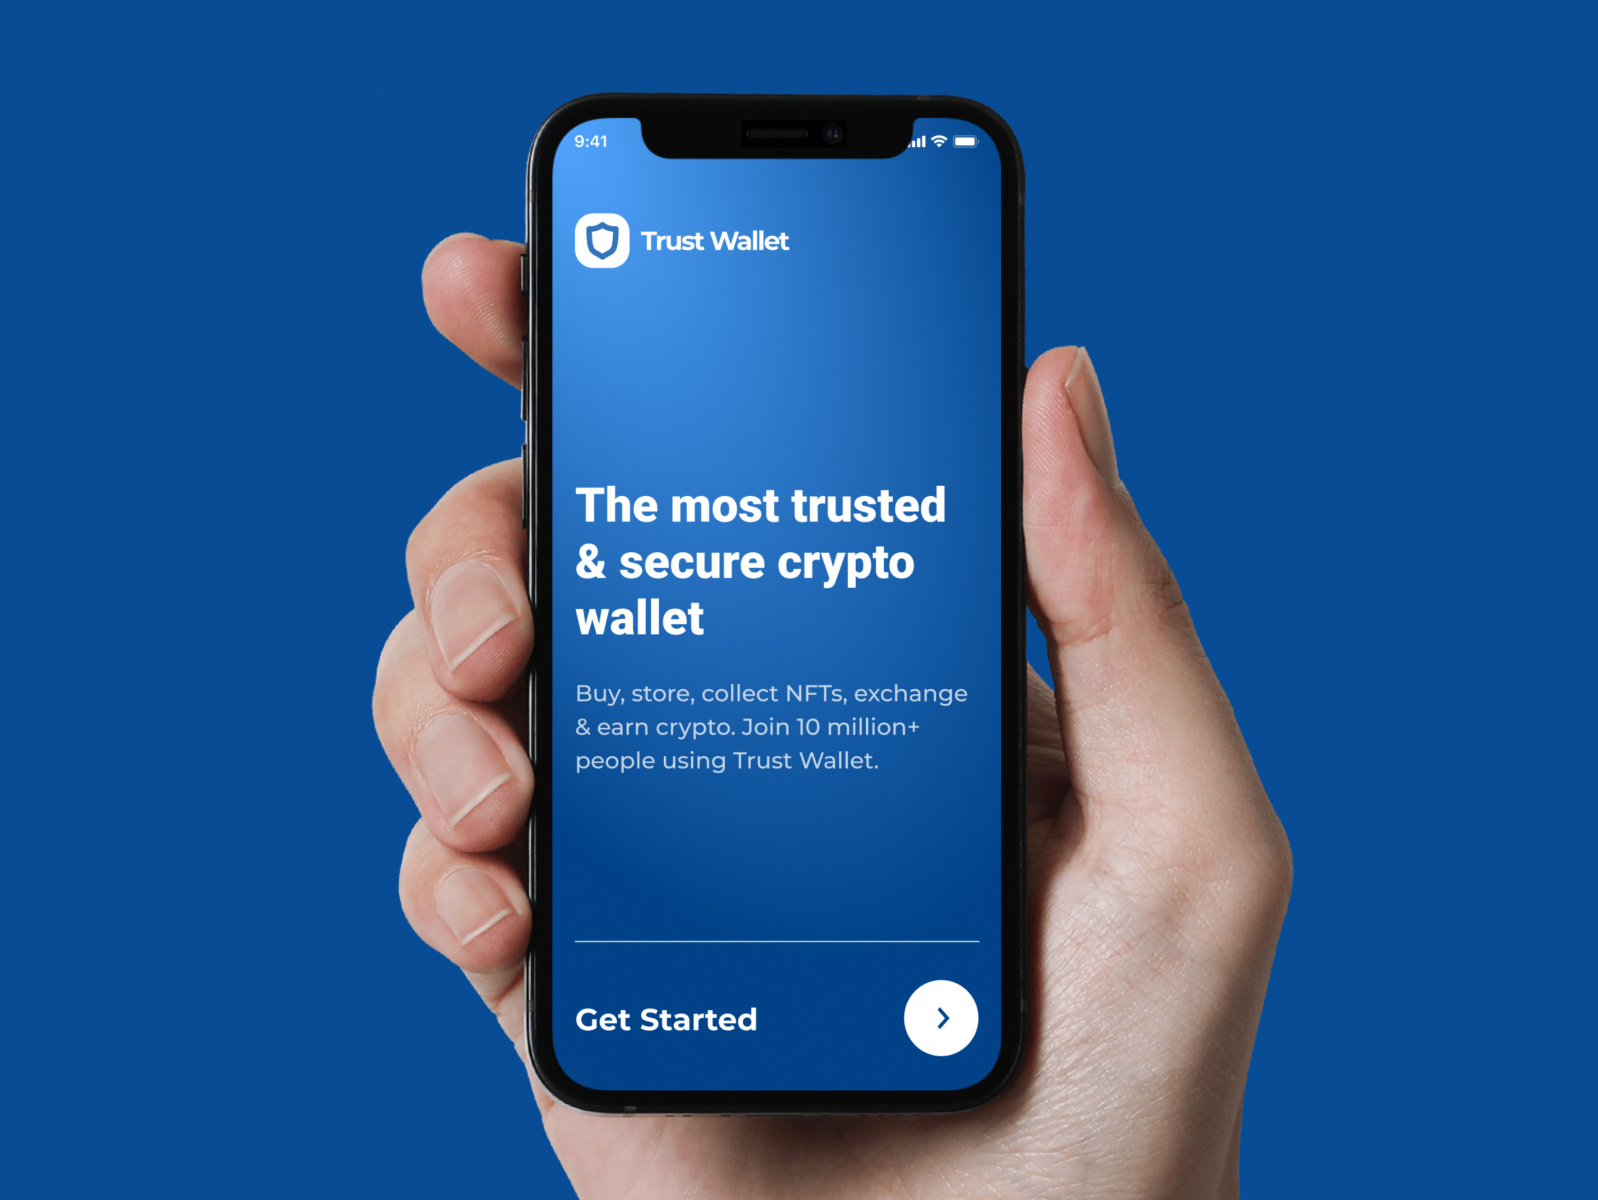 9:41
Trust Wallet
The most trusted
& secure crypto
wallet
Buy, store, collect NFTs, exchange
& earn crypto. Join 10 million+
people using Trust Wallet.
Get Started